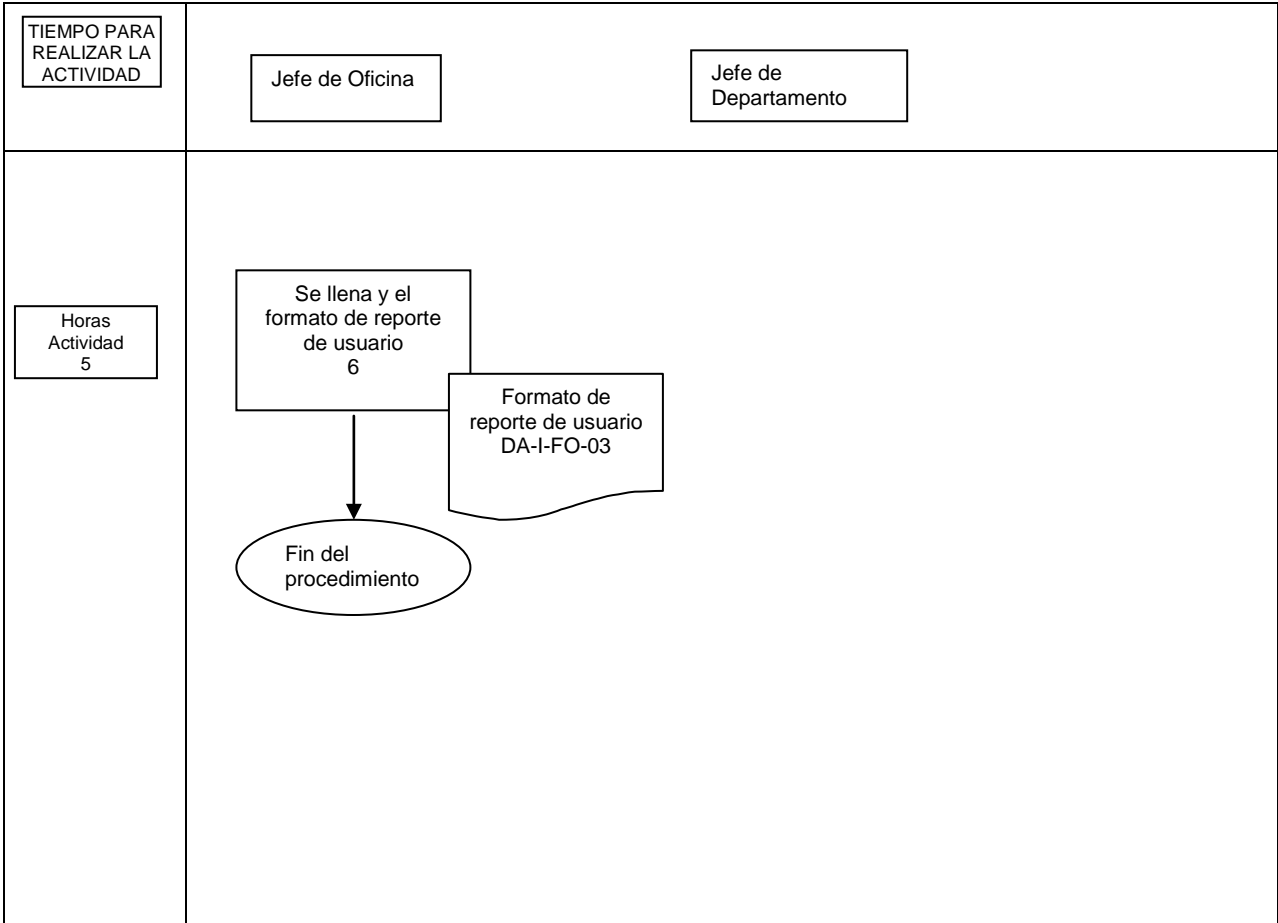 TIEMPO PARA
REALIZAR LA
ACTIVIDAD
Jefe de Oficina
Jefe de
Departamento
Horas
Actividad
5
Se llena y el
formato de reporte
de usuario
6
Formato de
reporte de usuario
DA-I-FO-03
Fin del
procedimiento